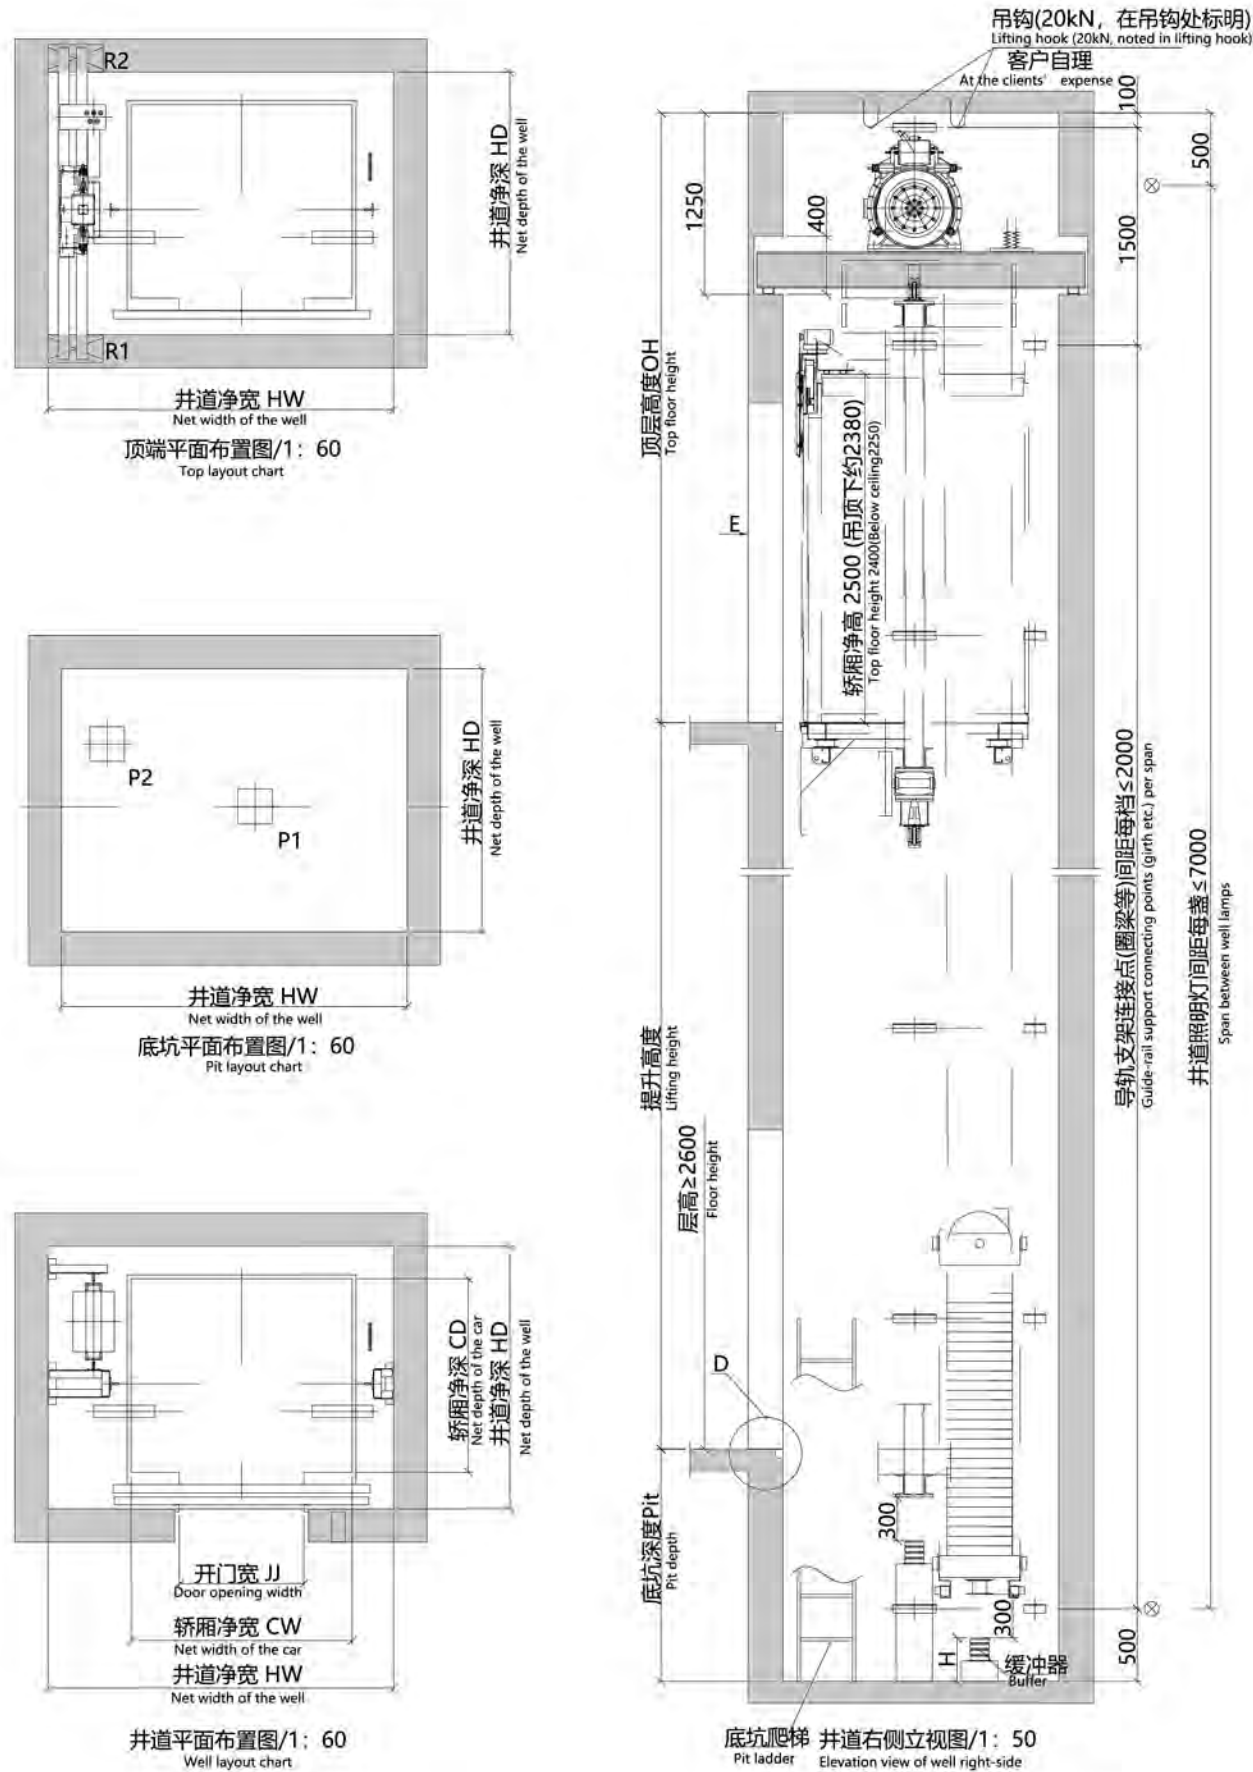 R2
R1
井道净深 HD
Net depth of the well
井道净宽 HW
Net width of the well
顶端平面布置图/1：60
Top layout chart
P2
P1
井道净深 HD
Net depth of the well
井道净宽 HW
Net width of the well
底坑平面布置图/1：60
Pit layout chart
轿厢净深 CD
Net depth of the car
井道净深 HD
Net depth of the well
开门宽 JJ
Door opening width
轿厢净宽 CW
Net width of the car
井道净宽 HW
Net width of the well
井道平面布置图/1：60
Well layout chart
吊钩(20kN，在吊钩处标明)
Lifting hook (20kN, noted in lifting hook)
客户自理
At the clients' expense
100
500
1250
400
1500
顶层高度OH
Top floor height
E
轿厢净高 2500 (吊顶下约2380)
Top floor height 2400(Below ceiling2250)
导轨支架连接点(圈梁等)间距每档≤2000
Guide-rail support connecting points (girth etc.) per span
井道照明灯间距每盏≤7000
Span between well lamps
提升高度
Lifting height
层高≥2600
Floor height
D
底坑深度Pit
Pit depth
300
300
H
缓冲器
Buffer
500
底坑爬梯
Pit ladder
井道右侧立视图/1：50
Elevation view of well right-side